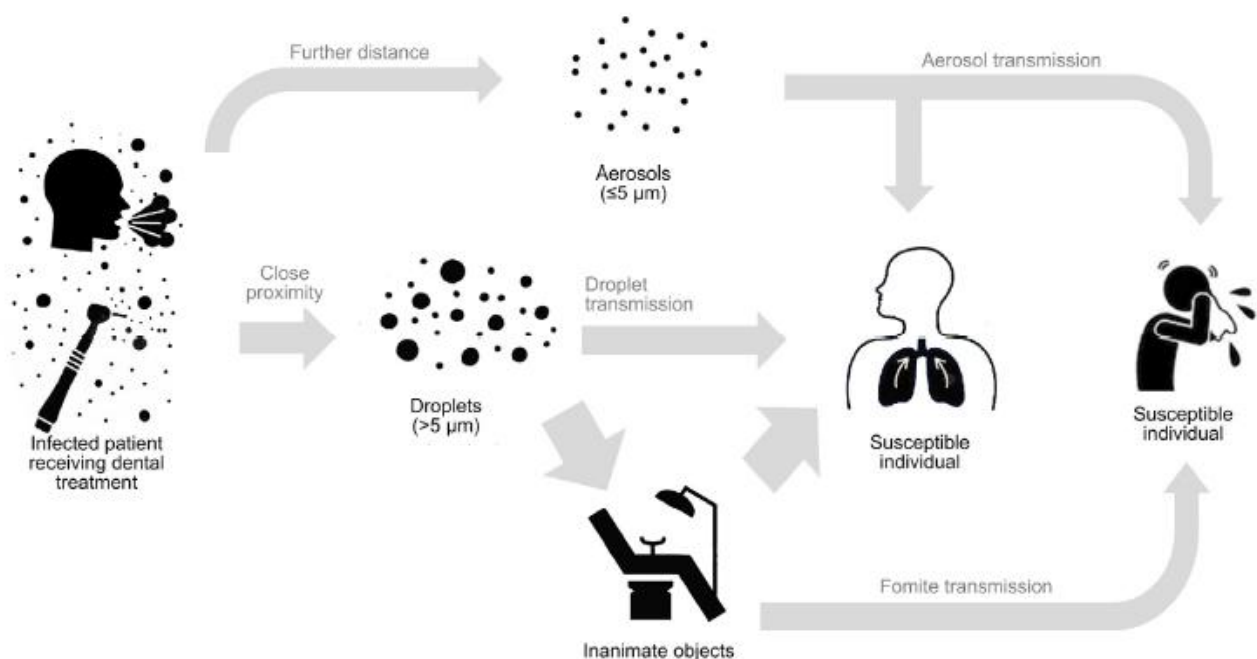 Further distance
Aerosol transmission
Aerosols
(≤5 µm)
Close
proximity
Droplet
transmission
Droplets
(>5 µm)
Infected patient
receiving dental
treatment
Susceptible
individual
Susceptible
individual
Fomite transmission
Inanimate objects